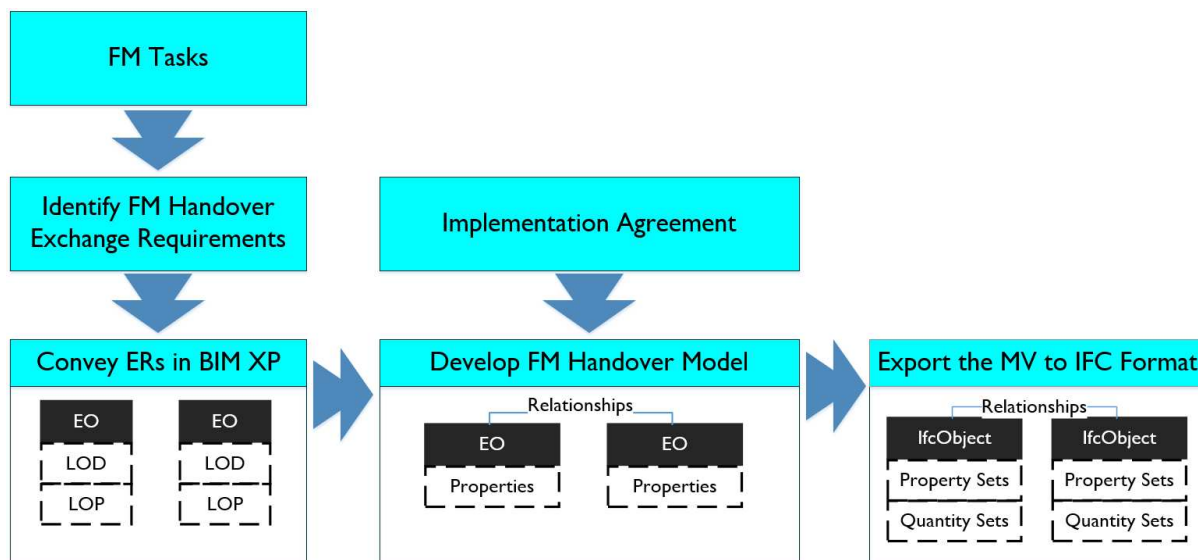 FM Tasks
Identify FM Handover
Exchange Requirements
Implementation Agreement
Convey ERs in BIM XP
EO
EO
LOD
LOD
LOP
LOP
Develop FM Handover Model
Relationships
EO
EO
Properties
Properties
Export the MV to IFC Format
Relationships
IfcObject
IfcObject
Property Sets
Property Sets
Quantity Sets
Quantity Sets